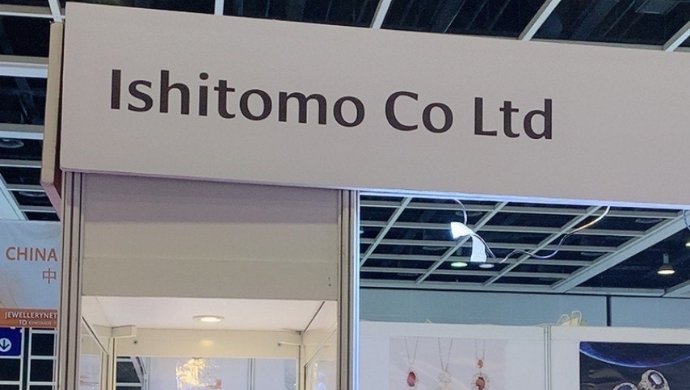 Ishitomo Co Ltd
CHINA
中
JEWELLERYNET